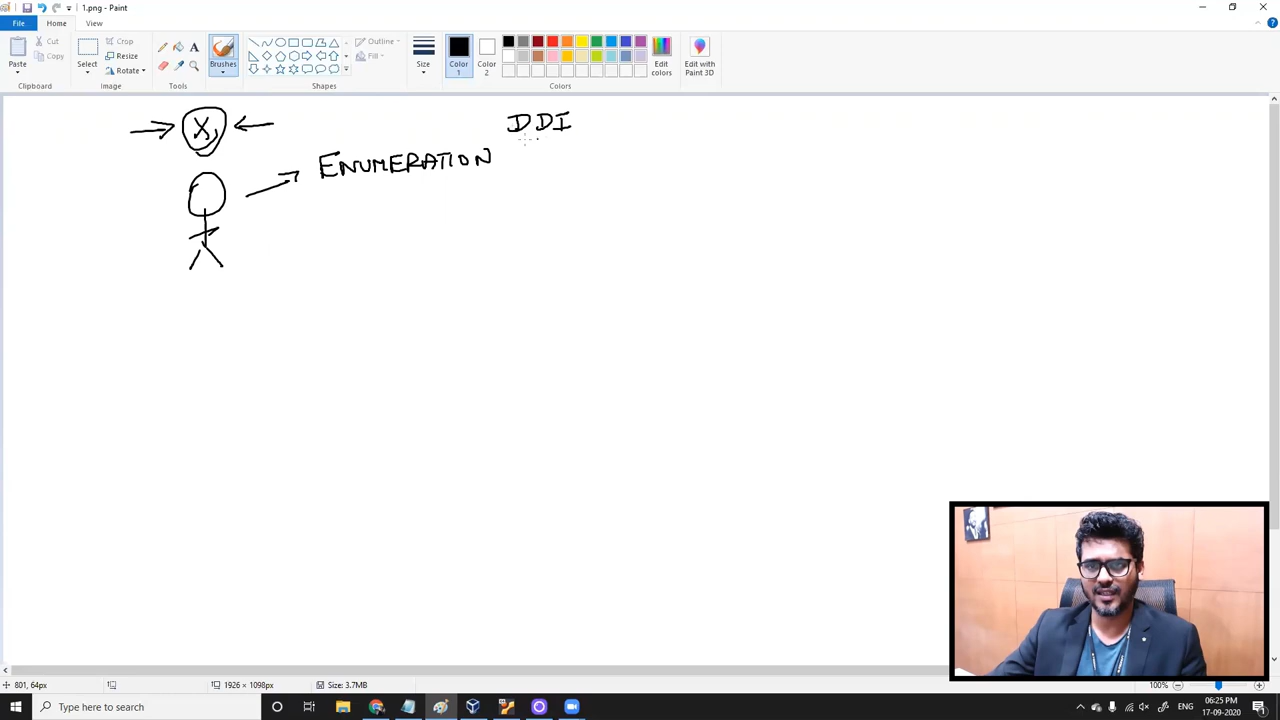 1.png - Paint
File Home View
Paste
Cut
Copy
Clipboard
Select
Crop
Resize
Rotate
Image
Tools
Brushes
Shapes
Outline
Fill
Size
Color 1
Color 2
Edit colors
Edit with Paint 3D
Colors
X,
DDI
ENUMERATION
801, 64px
1926 × 1098px
Size: 3.7MB
100%
Type here to search
06:25 PM
17-09-2020